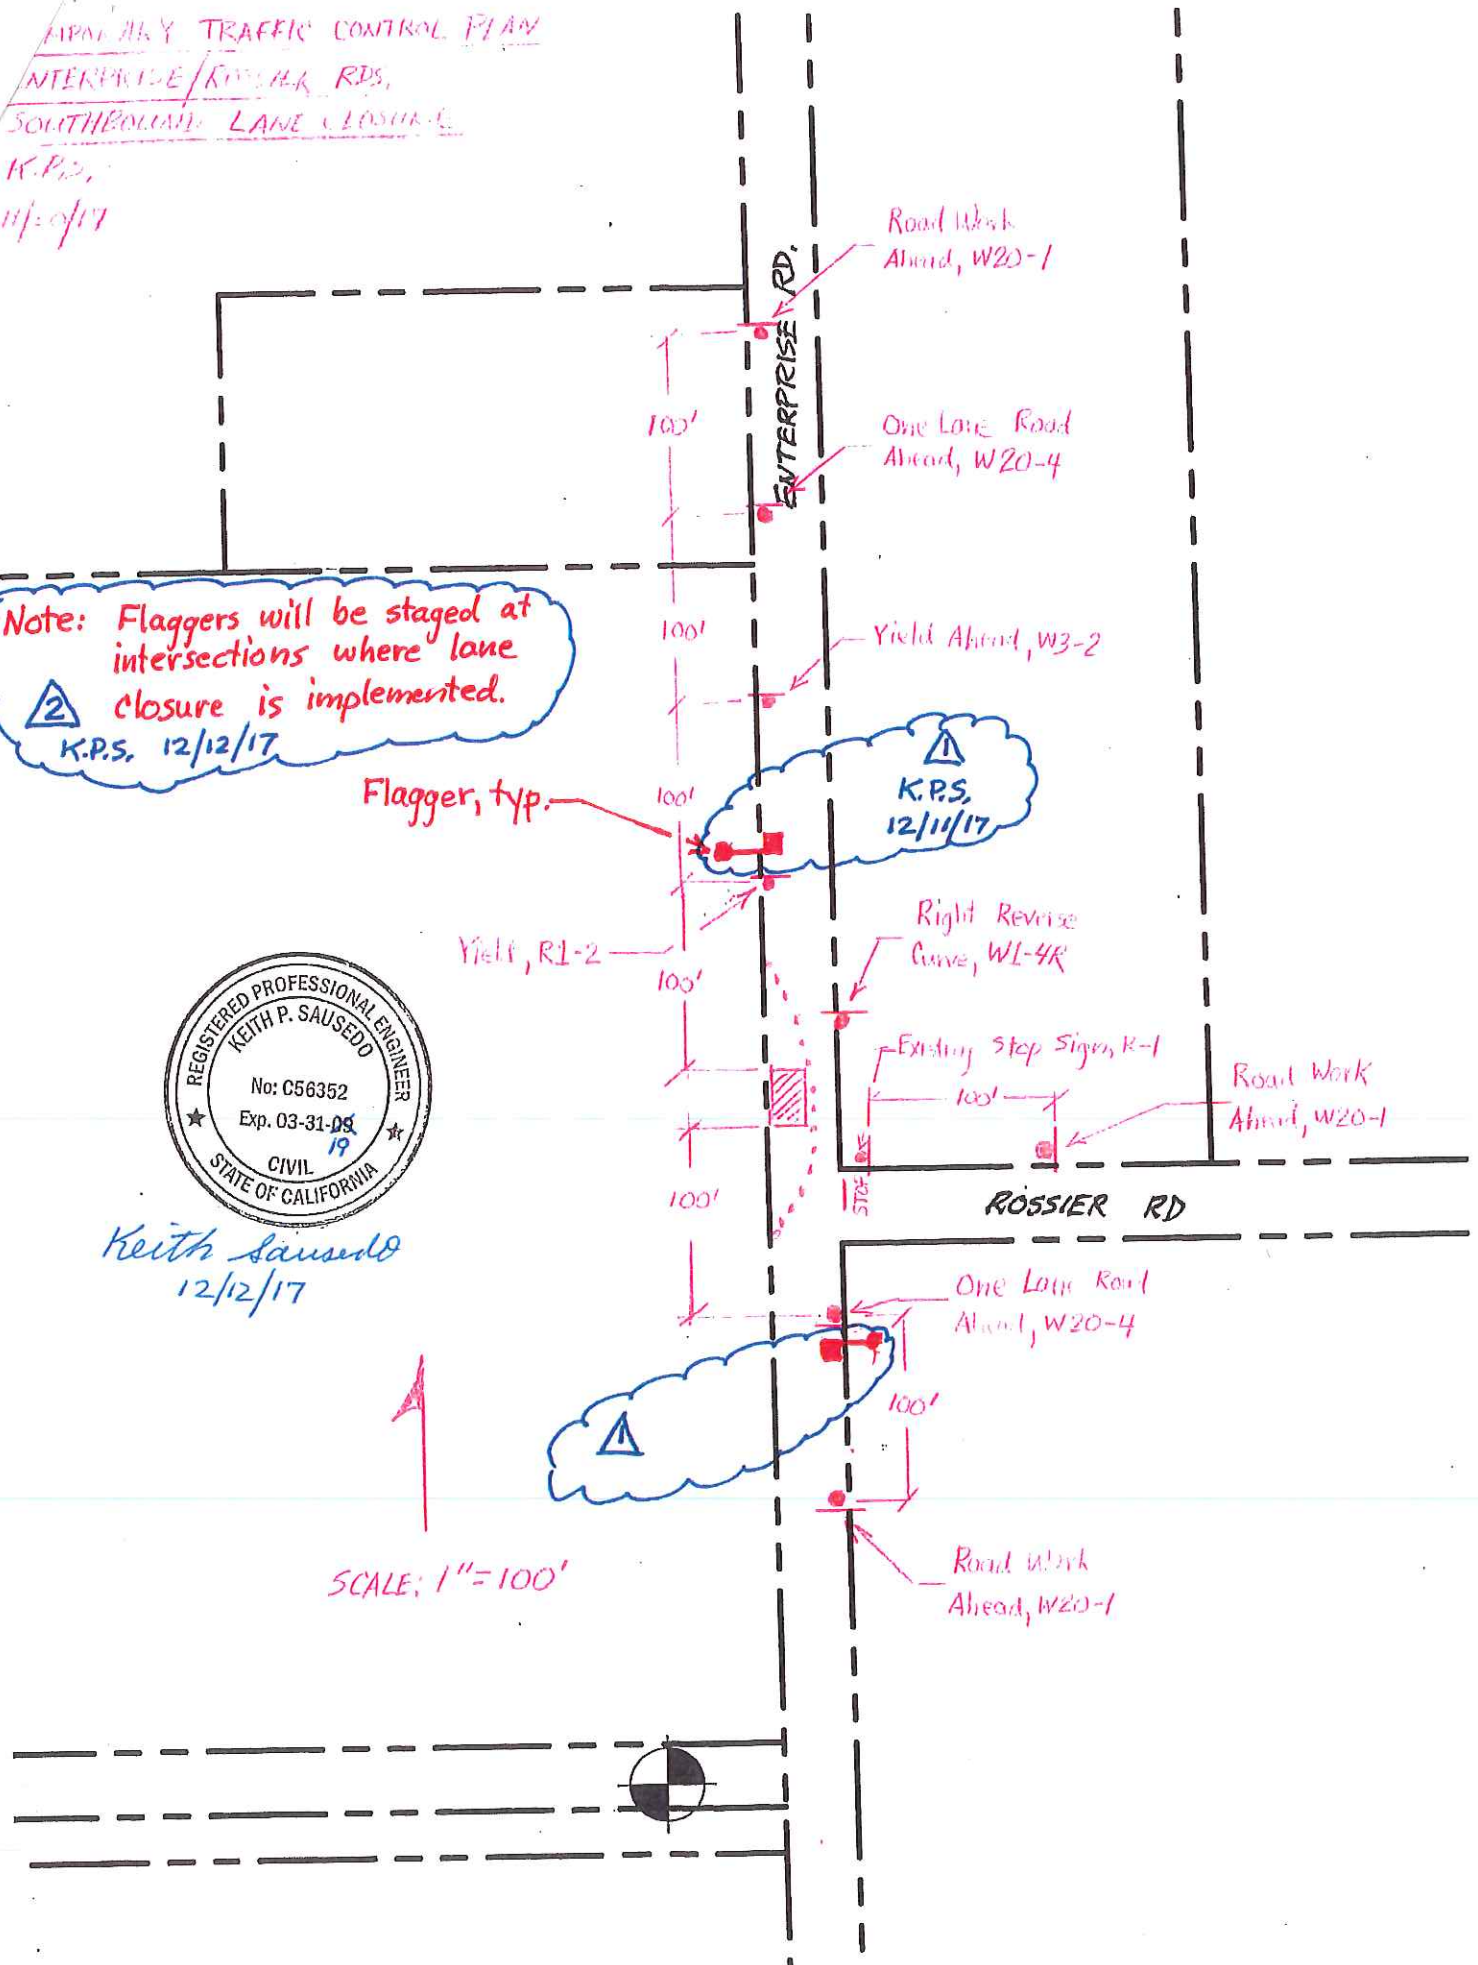 TRAFFIC CONTROL PLAN
RDS,
SOUTHBOUND LANE CLOSURE
K.P.S,
Road Work
Ahead, W20-1
ENTERPRISE RD.
100'
One Lane Road
Ahead, W20-4
Note: Flaggers will be staged at
intersections where lane
closure is implemented.
2
K.P.S. 12/12/17
100'
Yield Ahead, W3-2
1
K.P.S,
12/11/17
Flagger, typ.
100'
Yield, R1-2
100'
Right Reverse
Curve, W1-4R
REGISTERED PROFESSIONAL ENGINEER
KEITH P. SAUSEDO
No: C56352
Exp. 03-31-09
19
CIVIL
STATE OF CALIFORNIA
Keith Sausedo
12/12/17
Existing Stop Sign, R-1
100'
Road Work
Ahead, W20-1
STOP
100'
ROSSIER RD
One Lane Road
Ahead, W20-4
1
100'
Road Work
Ahead, W20-1
SCALE: 1"=100'